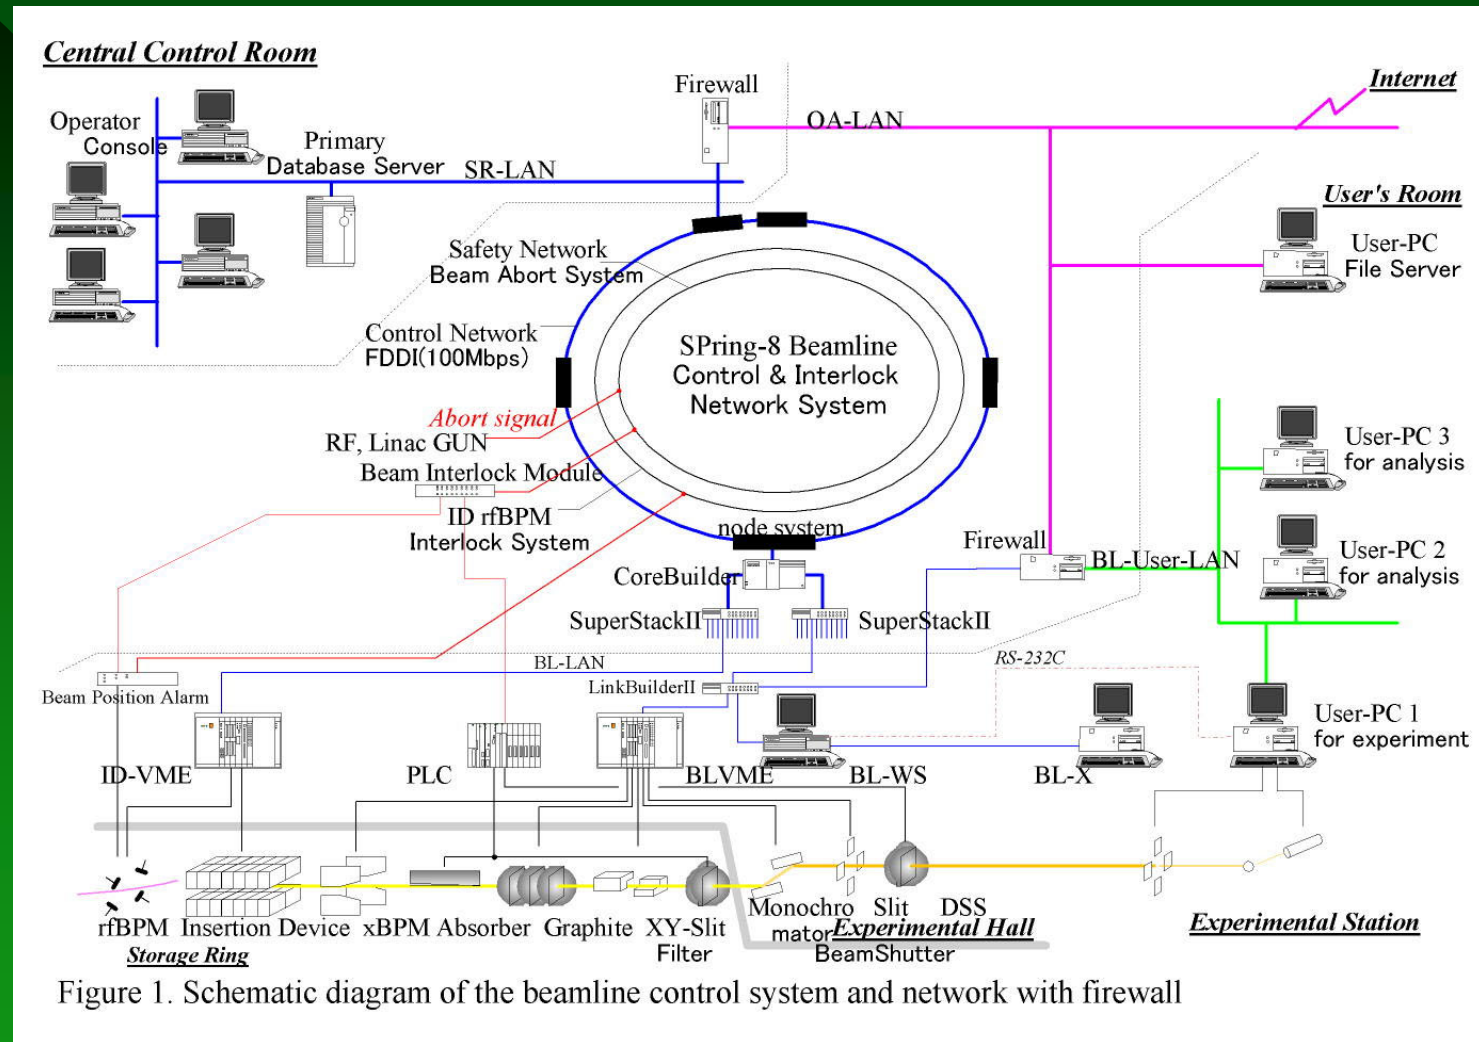 Central Control Room
Firewall
Internet
Operator
Console
OA-LAN
Primary
Database Server
SR-LAN
User's Room
Safety Network
Beam Abort System
User-PC
File Server
Control Network
FDDI(100Mbps)
SPring-8 Beamline
Control & Interlock
Network System
Abort signal
RF, Linac GUN
Beam Interlock Module
User-PC 3
for analysis
ID rfBPM
Interlock System
node system
Firewall
BL-User-LAN
User-PC 2
for analysis
CoreBuilder
SuperStackII
SuperStackII
BL-LAN
RS-232C
LinkBuilderII
Beam Position Alarm
User-PC 1
for experiment
ID-VME
PLC
BLVME
BL-WS
BL-X
rfBPM
Insertion Device
xBPM
Absorber
Graphite
XY-Slit
Filter
Monochro
mator
Slit
DSS
BeamShutter
Storage Ring
Experimental Hall
Experimental Station
Figure 1. Schematic diagram of the beamline control system and network with firewall